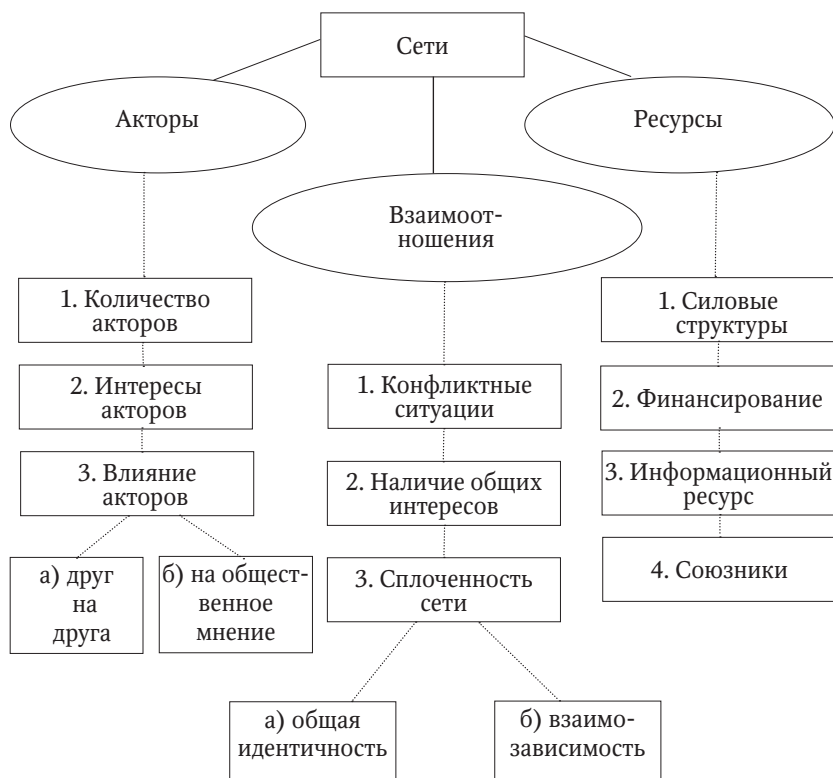 Сети
Акторы
Ресурсы
Взаимоот-
ношения
1. Количество
акторов
2. Интересы
акторов
3. Влияние
акторов
а) друг
на
друга
б) на общест-
венное
мнение
1. Конфликтные
ситуации
2. Наличие общих
интересов
3. Сплоченность
сети
а) общая
идентичность
б) взаимо-
зависимость
1. Силовые
структуры
2. Финансирование
3. Информационный
ресурс
4. Союзники